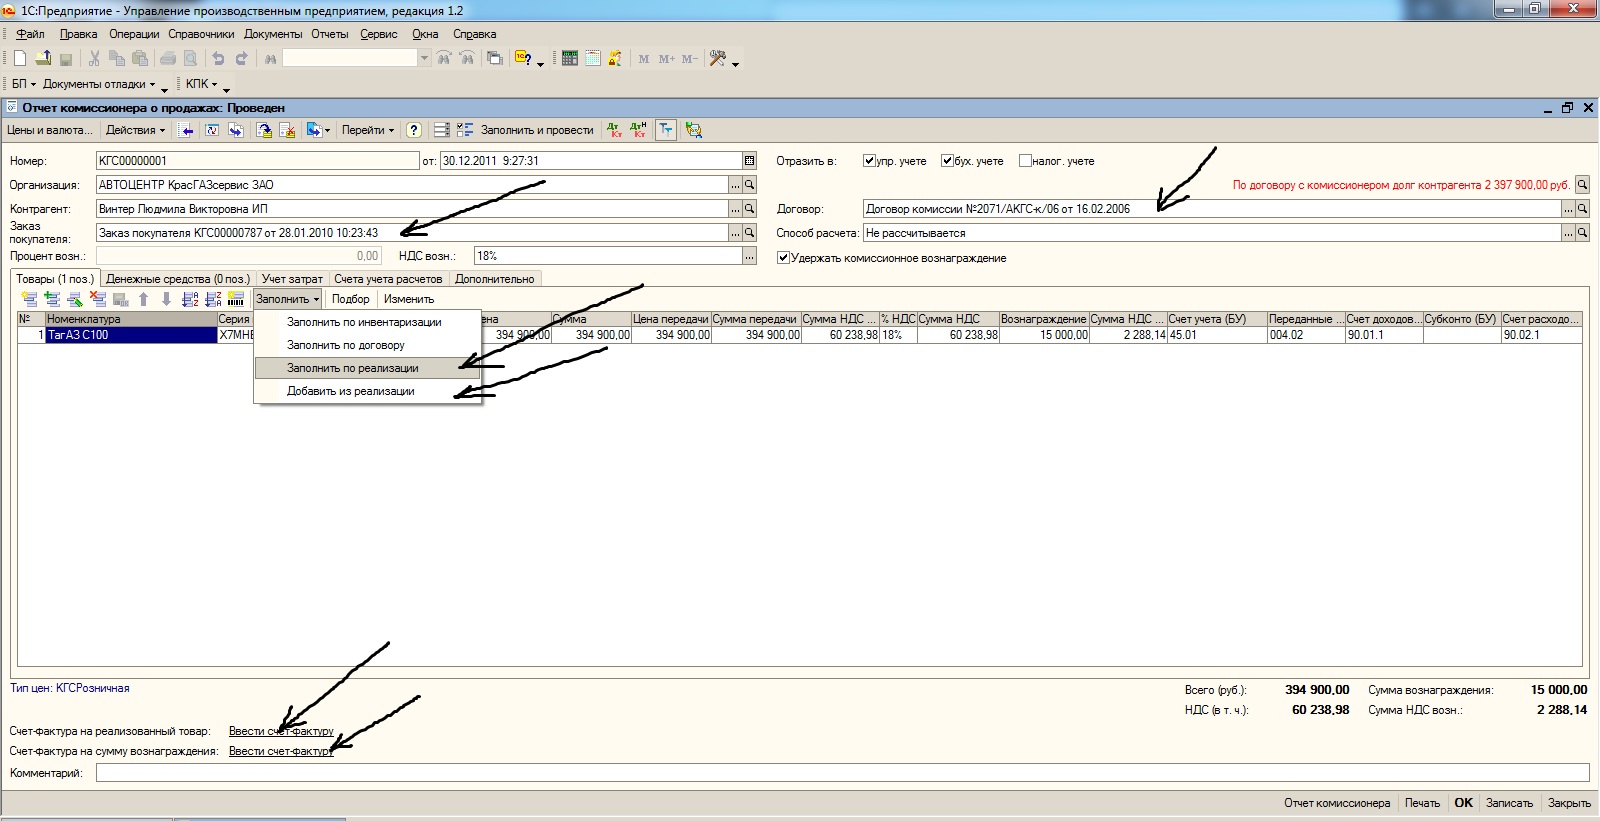 1С:Предприятие - Управление производственным предприятием, редакция 1.2
Файл Правка Операции Справочники Документы Отчеты Сервис Окна Справка
M M+ M-
БП Документы отладки КПК
Отчет комиссионера о продажах: Проведен
Цены и валюта... Действия Перейти Заполнить и провести
Номер: КГС00000001 от: 30.12.2011 9:27:31 Отразить в: упр. учете бух. учете налог. учете
Организация: АВТОЦЕНТР КрасГАЗсервис ЗАО По договору с комиссионером долг контрагента 2 397 900,00 руб.
Контрагент: Винтер Людмила Викторовна ИП Договор: Договор комиссии №2071/АКГС-к/06 от 16.02.2006
Заказ
покупателя: Заказ покупателя КГС00000787 от 28.01.2010 10:23:43 Способ расчета: Не рассчитывается
Процент возн.: 0,00 НДС возн.: 18% Удержать комиссионное вознаграждение
Товары (1 поз.) Денежные средства (0 поз.) Учет затрат Счета учета расчетов Дополнительно
Заполнить Подбор Изменить
№ Номенклатура Серия Сумма Цена передачи Сумма передачи Сумма НДС ... % НДС Сумма НДС Вознаграждение Сумма НДС ... Счет учета (БУ) Переданные ... Счет доходов... Субконто (БУ) Счет расходо...
1 ТагАЗ С100 X7MHE 394 900,00 394 900,00 394 900,00 394 900,00 60 238,98 18% 60 238,98 15 000,00 2 288,14 45.01 004.02 90.01.1 90.02.1
Заполнить по инвентаризации
Заполнить по договору
Заполнить по реализации
Добавить из реализации
Тип цен: КГСРозничная
Всего (руб.): 394 900,00 Сумма вознаграждения: 15 000,00
НДС (в т. ч.): 60 238,98 Сумма НДС возн.: 2 288,14
Счет-фактура на реализованный товар: Ввести счет-фактуру
Счет-фактура на сумму вознаграждения: Ввести счет-фактуру
Комментарий:
Отчет комиссионера Печать OK Записать Закрыть